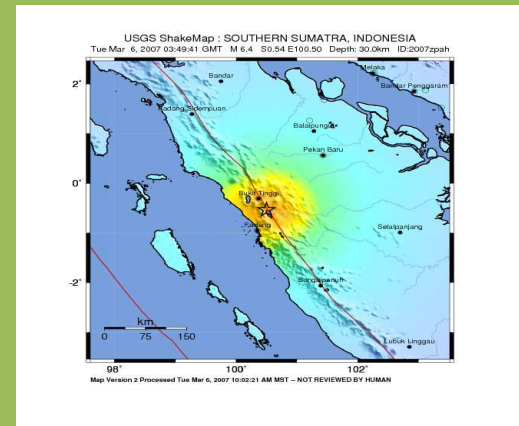 USGS ShakeMap : SOUTHERN SUMATRA, INDONESIA
Tue Mar 6, 2007 03:49:41 GMT M 6.4 S0.54 E100.50 Depth: 30.0km ID:2007zpah
Melaka
Bandar
Bandar Penggaram
2°
Padang Sidempuan
Balaipungut
Pekan Baru
0°
Bukit Tinggi
Padang
Selatpanjang
-2°
Sungaipenuh
km
0 75 150
Lubuk Linggau
98° 100° 102°
Map Version 2 Processed Tue Mar 6, 2007 10:02:21 AM MST -- NOT REVIEWED BY HUMAN